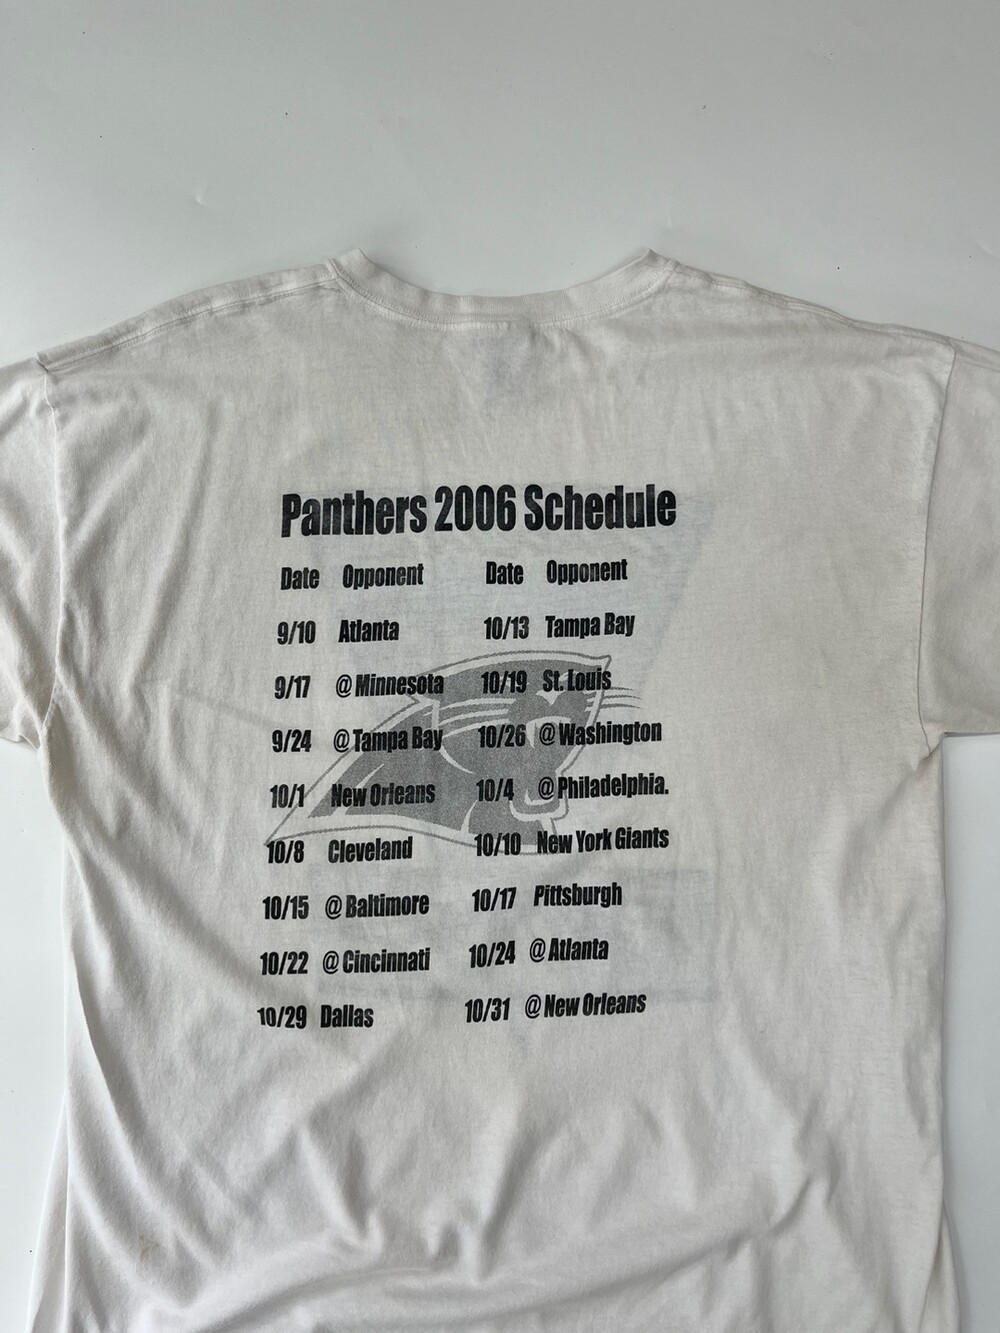 Panthers 2006 Schedule
Date Opponent Date Opponent
9/10 Atlanta 10/13 Tampa Bay
9/17 @ Minnesota 10/19 St. Louis
9/24 @ Tampa Bay 10/26 @ Washington
10/1 New Orleans 10/4 @ Philadelphia.
10/8 Cleveland 10/10 New York Giants
10/15 @ Baltimore 10/17 Pittsburgh
10/22 @ Cincinnati 10/24 @ Atlanta
10/29 Dallas 10/31 @ New Orleans